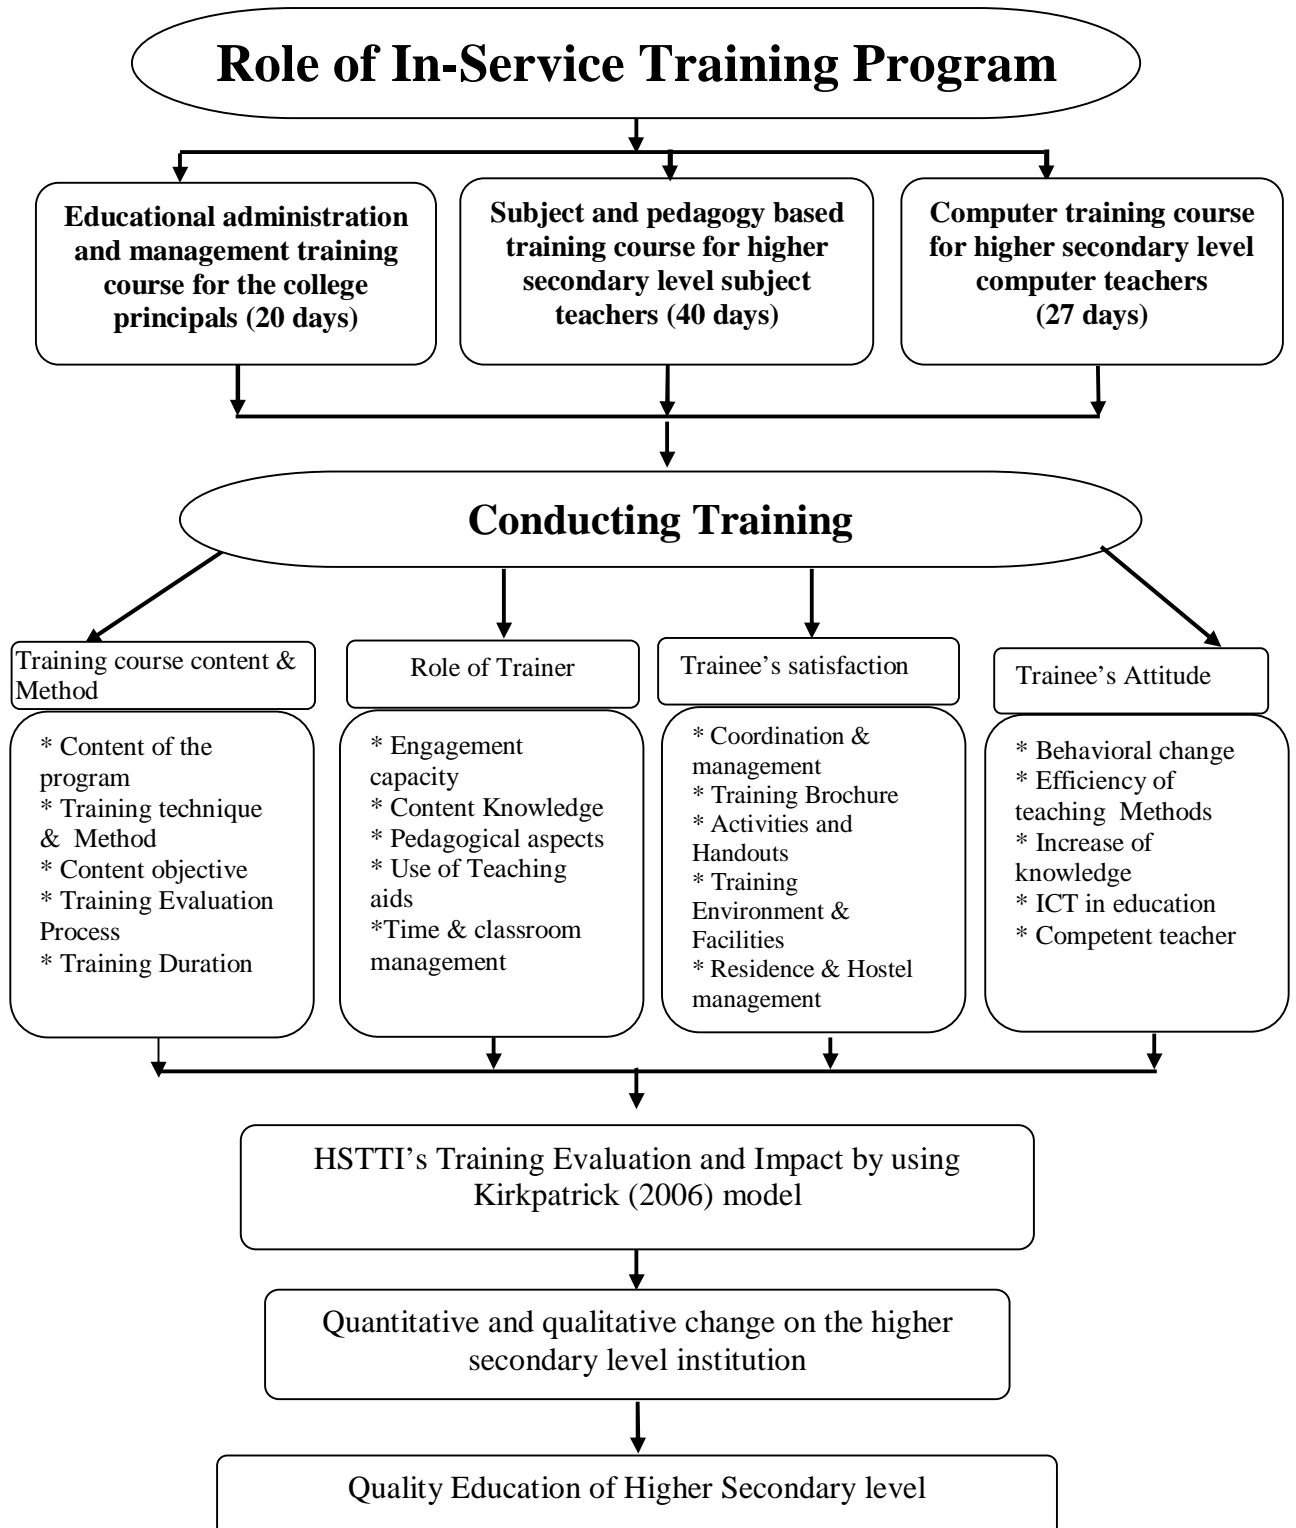 Role of In-Service Training Program
Educational administration
and management training
course for the college
principals (20 days)
Subject and pedagogy based
training course for higher
secondary level subject
teachers (40 days)
Computer training course
for higher secondary level
computer teachers
(27 days)
Conducting Training
Training course content &
Method
* Content of the
program
* Training technique
& Method
* Content objective
* Training Evaluation
Process
* Training Duration
Role of Trainer
* Engagement
capacity
* Content Knowledge
* Pedagogical aspects
* Use of Teaching
aids
*Time & classroom
management
Trainee’s satisfaction
* Coordination &
management
* Training Brochure
* Activities and
Handouts
* Training
Environment &
Facilities
* Residence & Hostel
management
Trainee’s Attitude
* Behavioral change
* Efficiency of
teaching Methods
* Increase of
knowledge
* ICT in education
* Competent teacher
HSTTI’s Training Evaluation and Impact by using
Kirkpatrick (2006) model
Quantitative and qualitative change on the higher
secondary level institution
Quality Education of Higher Secondary level